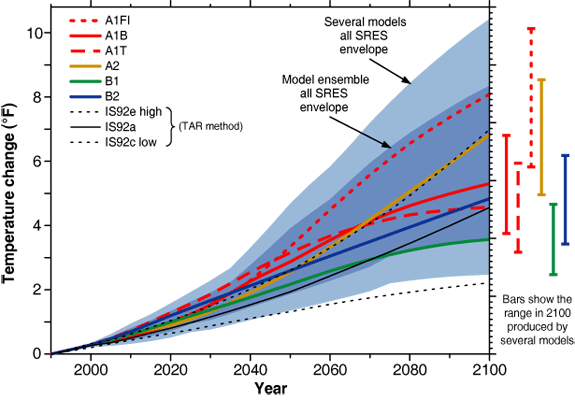 10
8
6
4
2
0
Temperature change (°F)
A1FI
A1B
A1T
A2
B1
B2
IS92e high
IS92a (TAR method)
IS92c low
Several models
all SRES
envelope
Model ensemble
all SRES
envelope
2000 2020 2040 2060 2080 2100
Year
Bars show the
range in 2100
produced by
several models